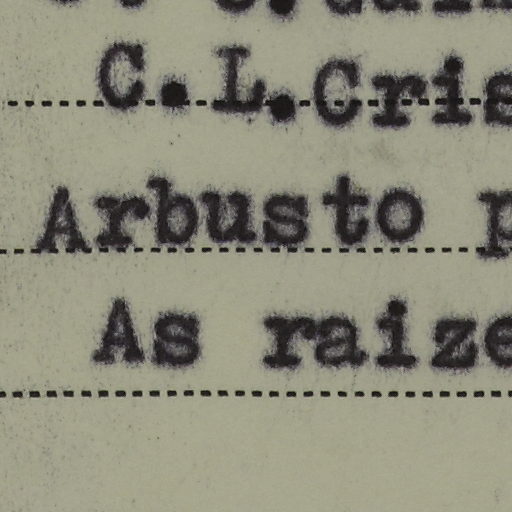 C.L.Cris
Arbusto p
As raize